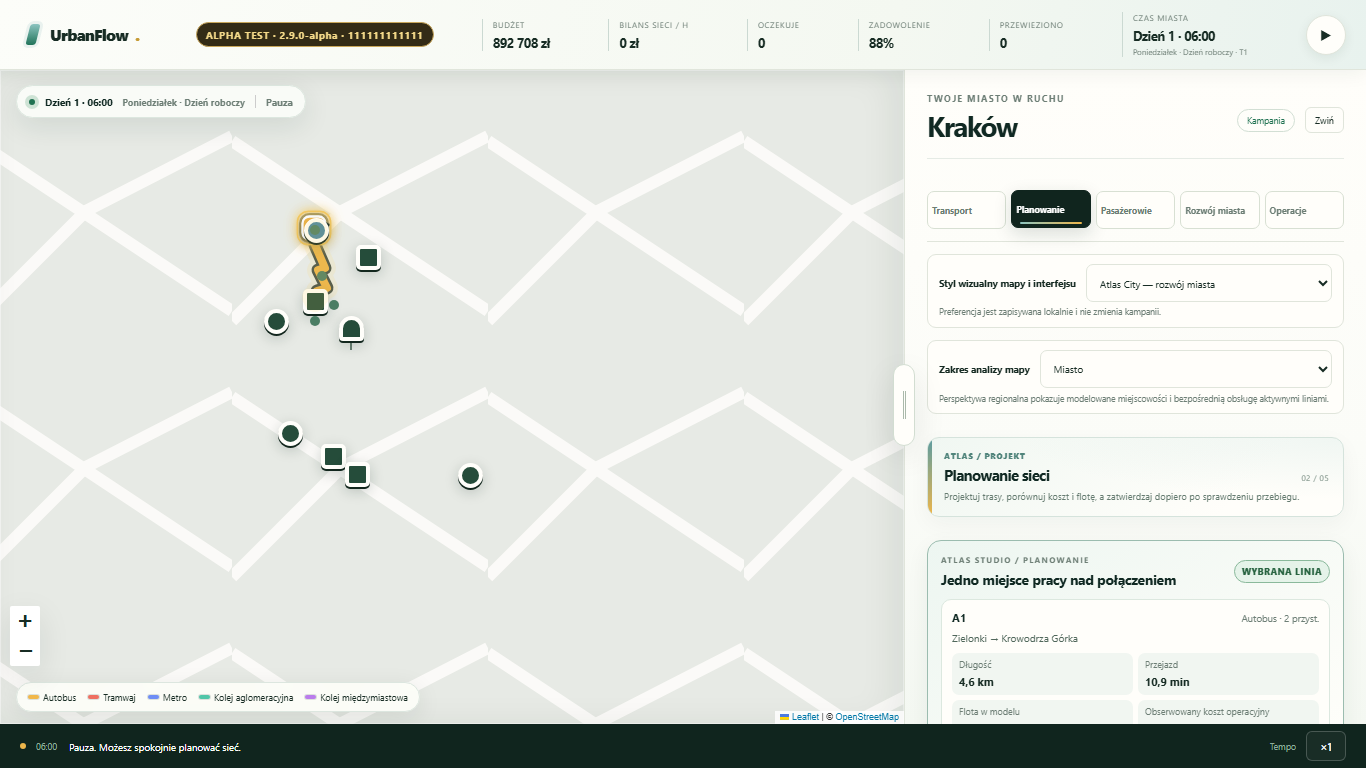 UrbanFlow .
ALPHA TEST · 2.9.0-alpha · 111111111111
BUDŻET
892 708 zł
BILANS SIECI / H
0 zł
OCZEKUJE
0
ZADOWOLENIE
88%
PRZEWIEZIONO
0
CZAS MIASTA
Dzień 1 · 06:00
Poniedziałek · Dzień roboczy · T1
Dzień 1 · 06:00 Poniedziałek · Dzień roboczy Pauza
+
−
Autobus Tramwaj Metro Kolej aglomeracyjna Kolej międzymiastowa
Leaflet | © OpenStreetMap
TWOJE MIASTO W RUCHU
Kraków
Kampania
Zwiń
Transport
Planowanie
Pasażerowie
Rozwój miasta
Operacje
Styl wizualny mapy i interfejsu
Atlas City — rozwój miasta
Preferencja jest zapisywana lokalnie i nie zmienia kampanii.
Zakres analizy mapy
Miasto
Perspektywa regionalna pokazuje modelowane miejscowości i bezpośrednią obsługę aktywnymi liniami.
ATLAS / PROJEKT
Planowanie sieci
02 / 05
Projektuj trasy, porównuj koszt i flotę, a zatwierdzaj dopiero po sprawdzeniu przebiegu.
ATLAS STUDIO / PLANOWANIE
Jedno miejsce pracy nad połączeniem
WYBRANA LINIA
A1
Autobus · 2 przyst.
Zielonki → Krowodrza Górka
Długość
4,6 km
Przejazd
10,9 min
Flota w modelu
Obserwowany koszt operacyjny
06:00 Pauza. Możesz spokojnie planować sieć.
Tempo
×1